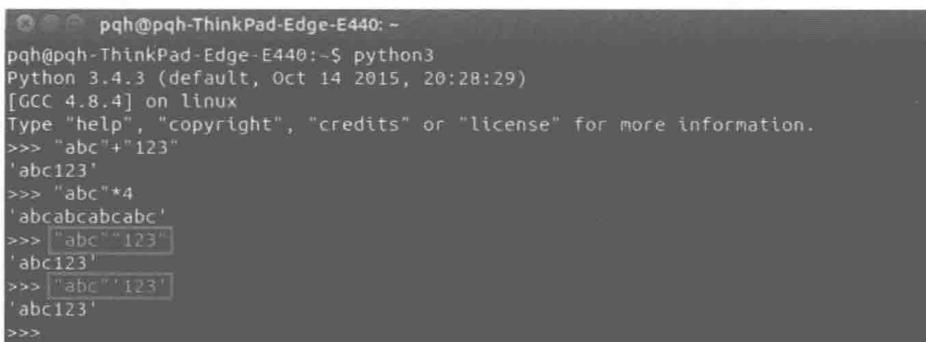 pqh@pqh-ThinkPad-Edge-E440: ~
pqh@pqh-ThinkPad-Edge-E440:~$ python3
Python 3.4.3 (default, Oct 14 2015, 20:28:29)
[GCC 4.8.4] on linux
Type "help", "copyright", "credits" or "license" for more information.
>>> "abc"+"123"
'abc123'
>>> "abc"*4
'abcabcabcabc'
>>> "abc""123"
'abc123'
>>> "abc"'123'
'abc123'
>>>